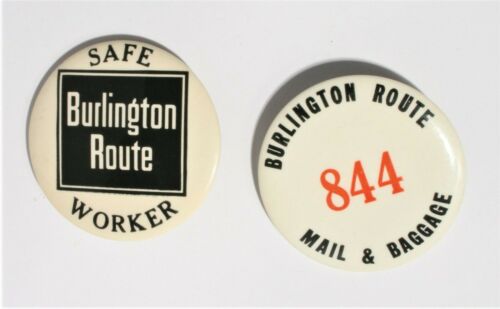 SAFE
Burlington
Route
WORKER
BURLINGTON ROUTE
844
MAIL & BAGGAGE